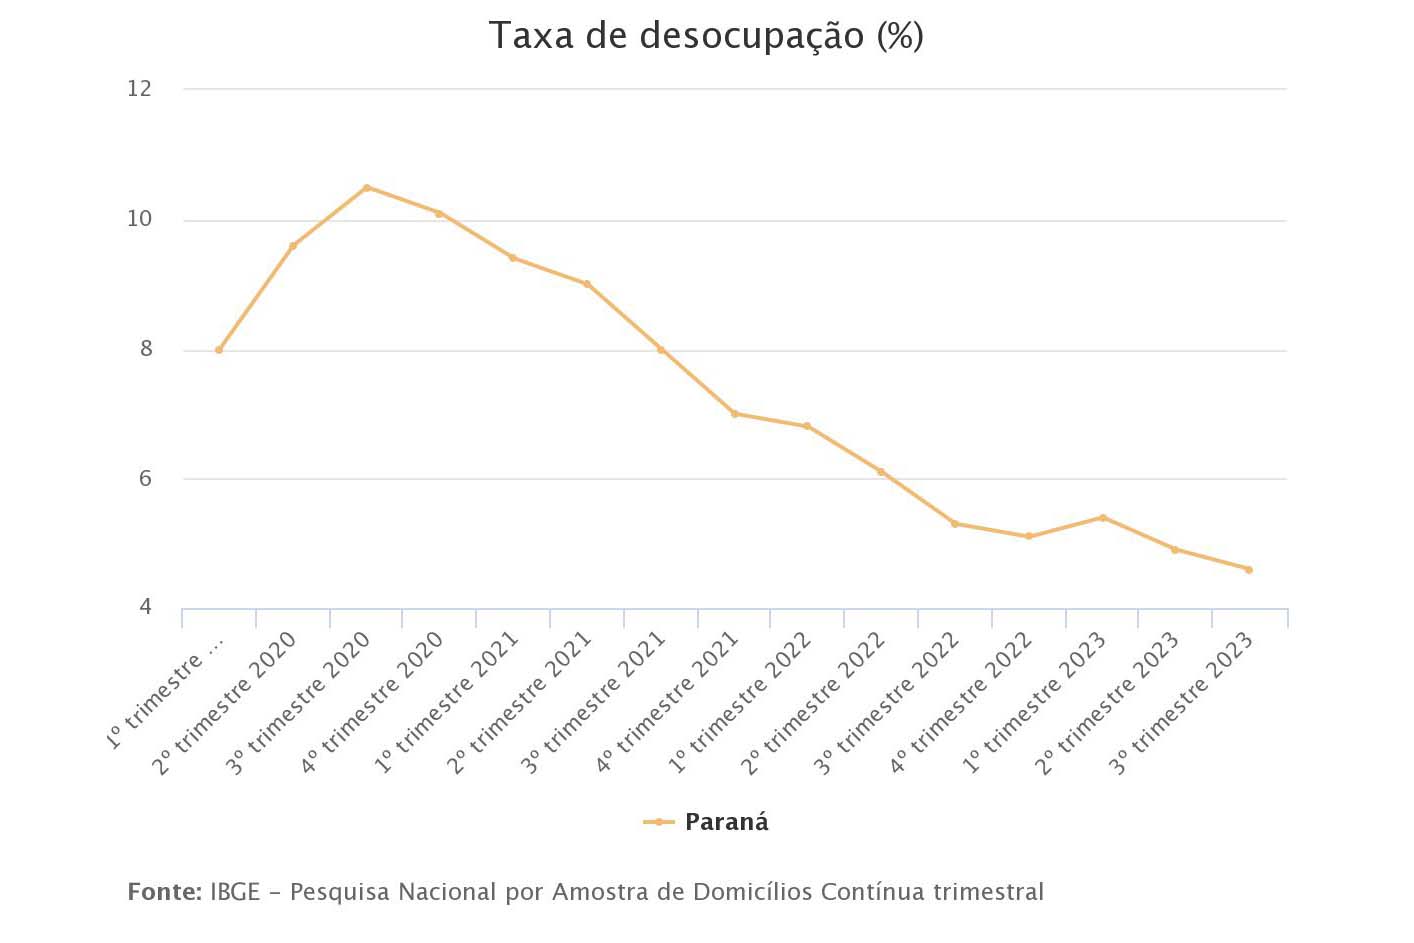 Taxa de desocupação (%)
12
10
8
6
4
1º trimestre ...
2º trimestre 2020
3º trimestre 2020
4º trimestre 2020
1º trimestre 2021
2º trimestre 2021
3º trimestre 2021
4º trimestre 2021
1º trimestre 2022
2º trimestre 2022
3º trimestre 2022
4º trimestre 2022
1º trimestre 2023
2º trimestre 2023
3º trimestre 2023
Paraná
Fonte: IBGE – Pesquisa Nacional por Amostra de Domicílios Contínua trimestral